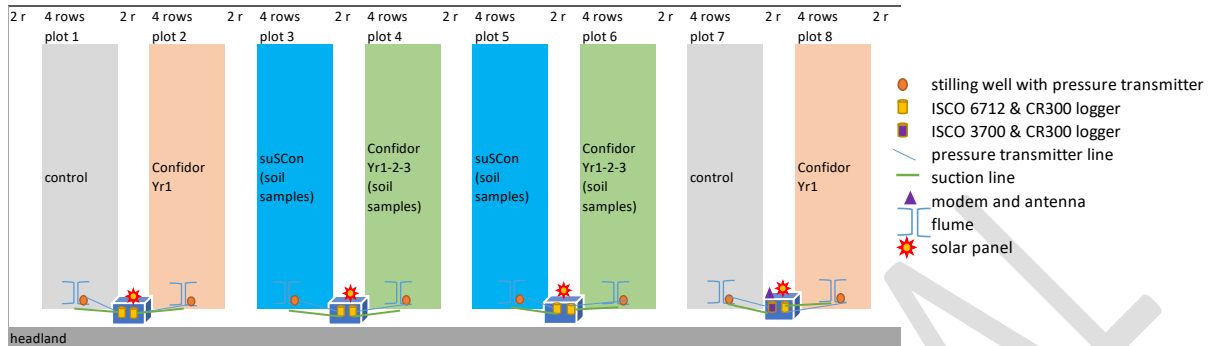 2 r 4 rows 2 r 4 rows 2 r 4 rows 2 r 4 rows 2 r 4 rows 2 r 4 rows 2 r 4 rows 2 r 4 rows 2 r
plot 1 plot 2 plot 3 plot 4 plot 5 plot 6 plot 7 plot 8
control
Confidor
Yr1
suSCon
(soil
samples)
Confidor
Yr1-2-3
(soil
samples)
suSCon
(soil
samples)
Confidor
Yr1-2-3
(soil
samples)
control
Confidor
Yr1
headland
stilling well with pressure transmitter
ISCO 6712 & CR300 logger
ISCO 3700 & CR300 logger
pressure transmitter line
suction line
modem and antenna
flume
solar panel